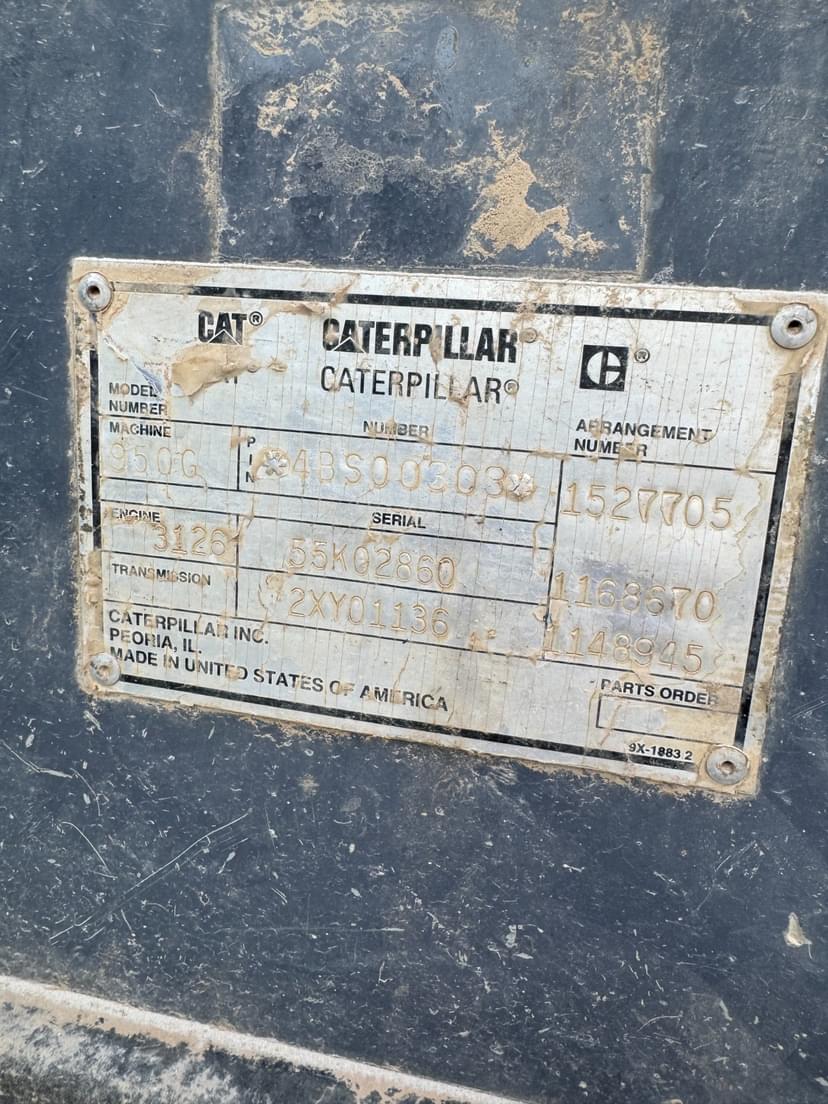 CAT® CATERPILLAR®
CATERPILLAR®
MODEL NUMBER ARRANGEMENT
NUMBER NUMBER
MACHINE 950G PIN *4BS00303* 1527705
SERIAL
ENGINE 3126 55K02860 1168670
TRANSMISSION 2XY01136 1148945
CATERPILLAR INC.
PEORIA, IL.
MADE IN UNITED STATES OF AMERICA
PARTS ORDER
9X-1883 2